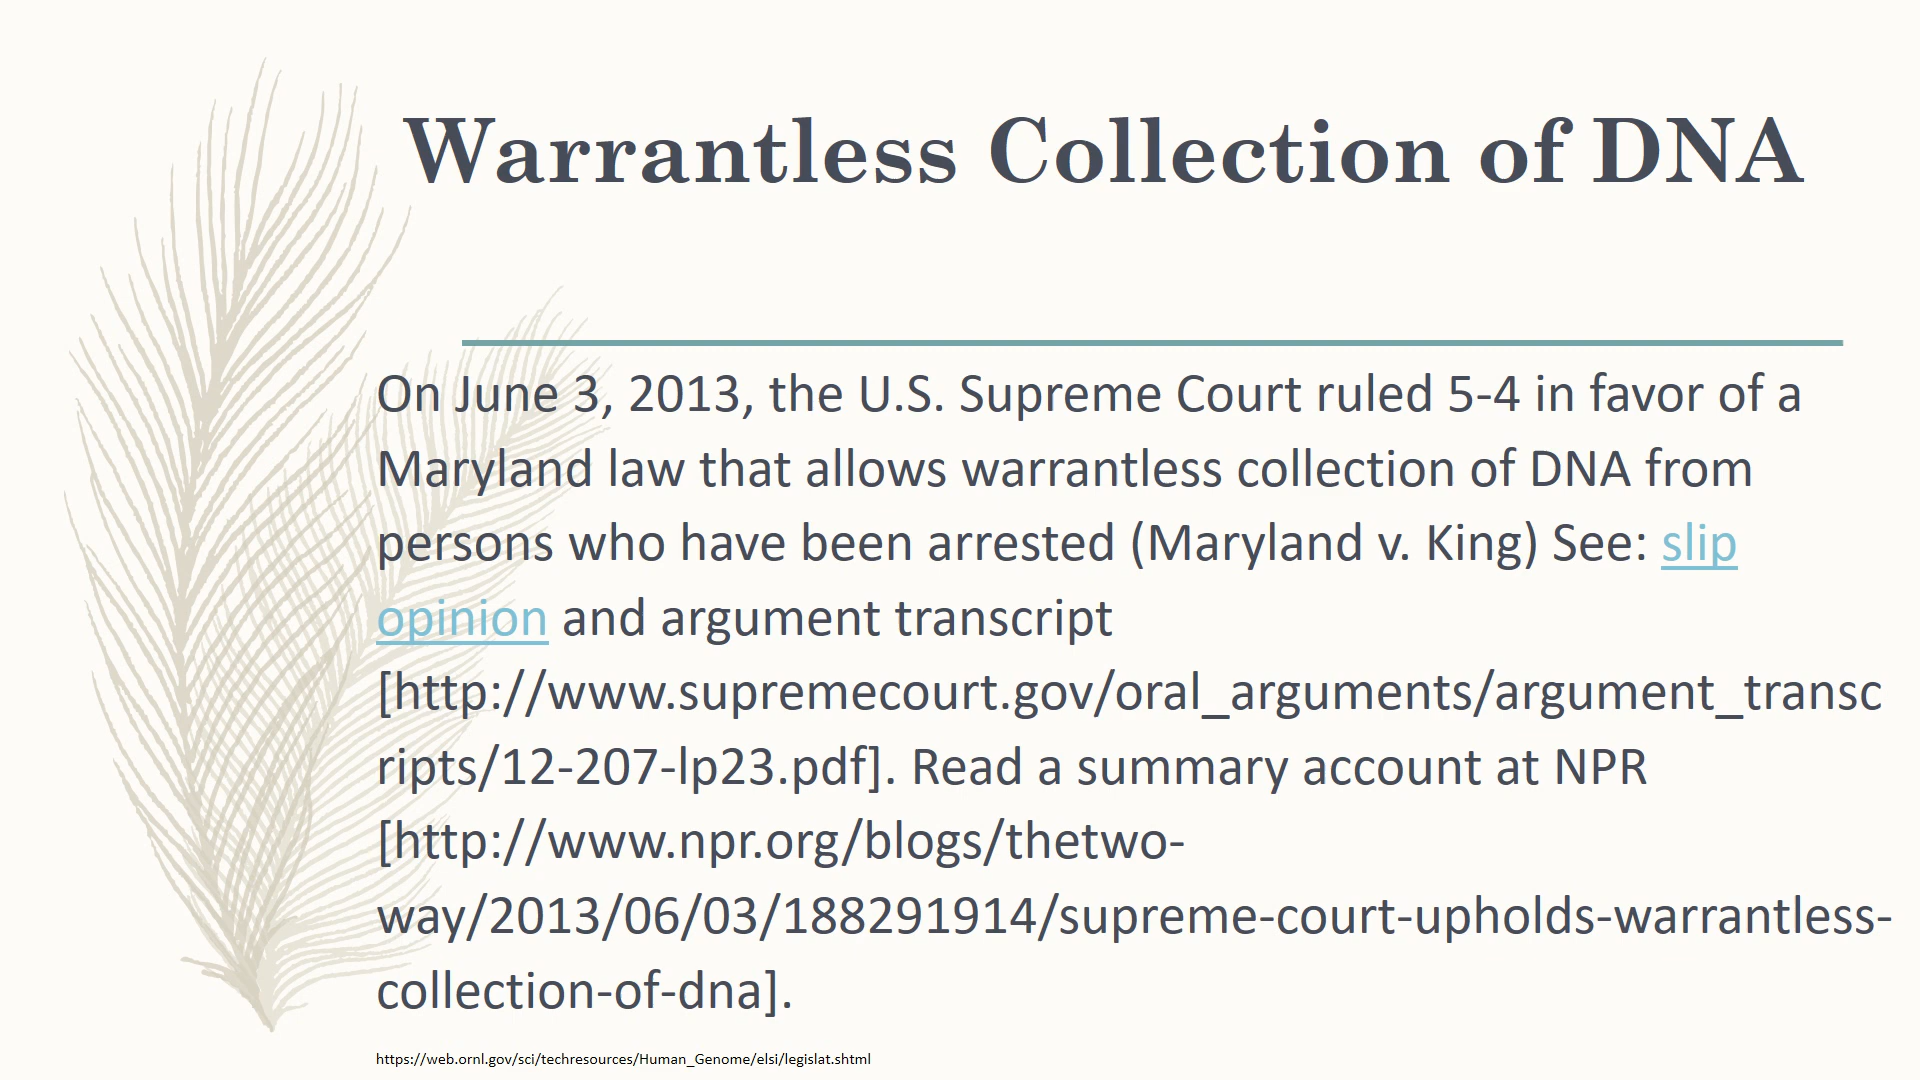 Warrantless Collection of DNA
On June 3, 2013, the U.S. Supreme Court ruled 5-4 in favor of a
Maryland law that allows warrantless collection of DNA from
persons who have been arrested (Maryland v. King) See: slip
opinion and argument transcript
[http://www.supremecourt.gov/oral_arguments/argument_transc
ripts/12-207-lp23.pdf]. Read a summary account at NPR
[http://www.npr.org/blogs/thetwo-
way/2013/06/03/188291914/supreme-court-upholds-warrantless-
collection-of-dna].
https://web.ornl.gov/sci/techresources/Human_Genome/elsi/legislat.shtml